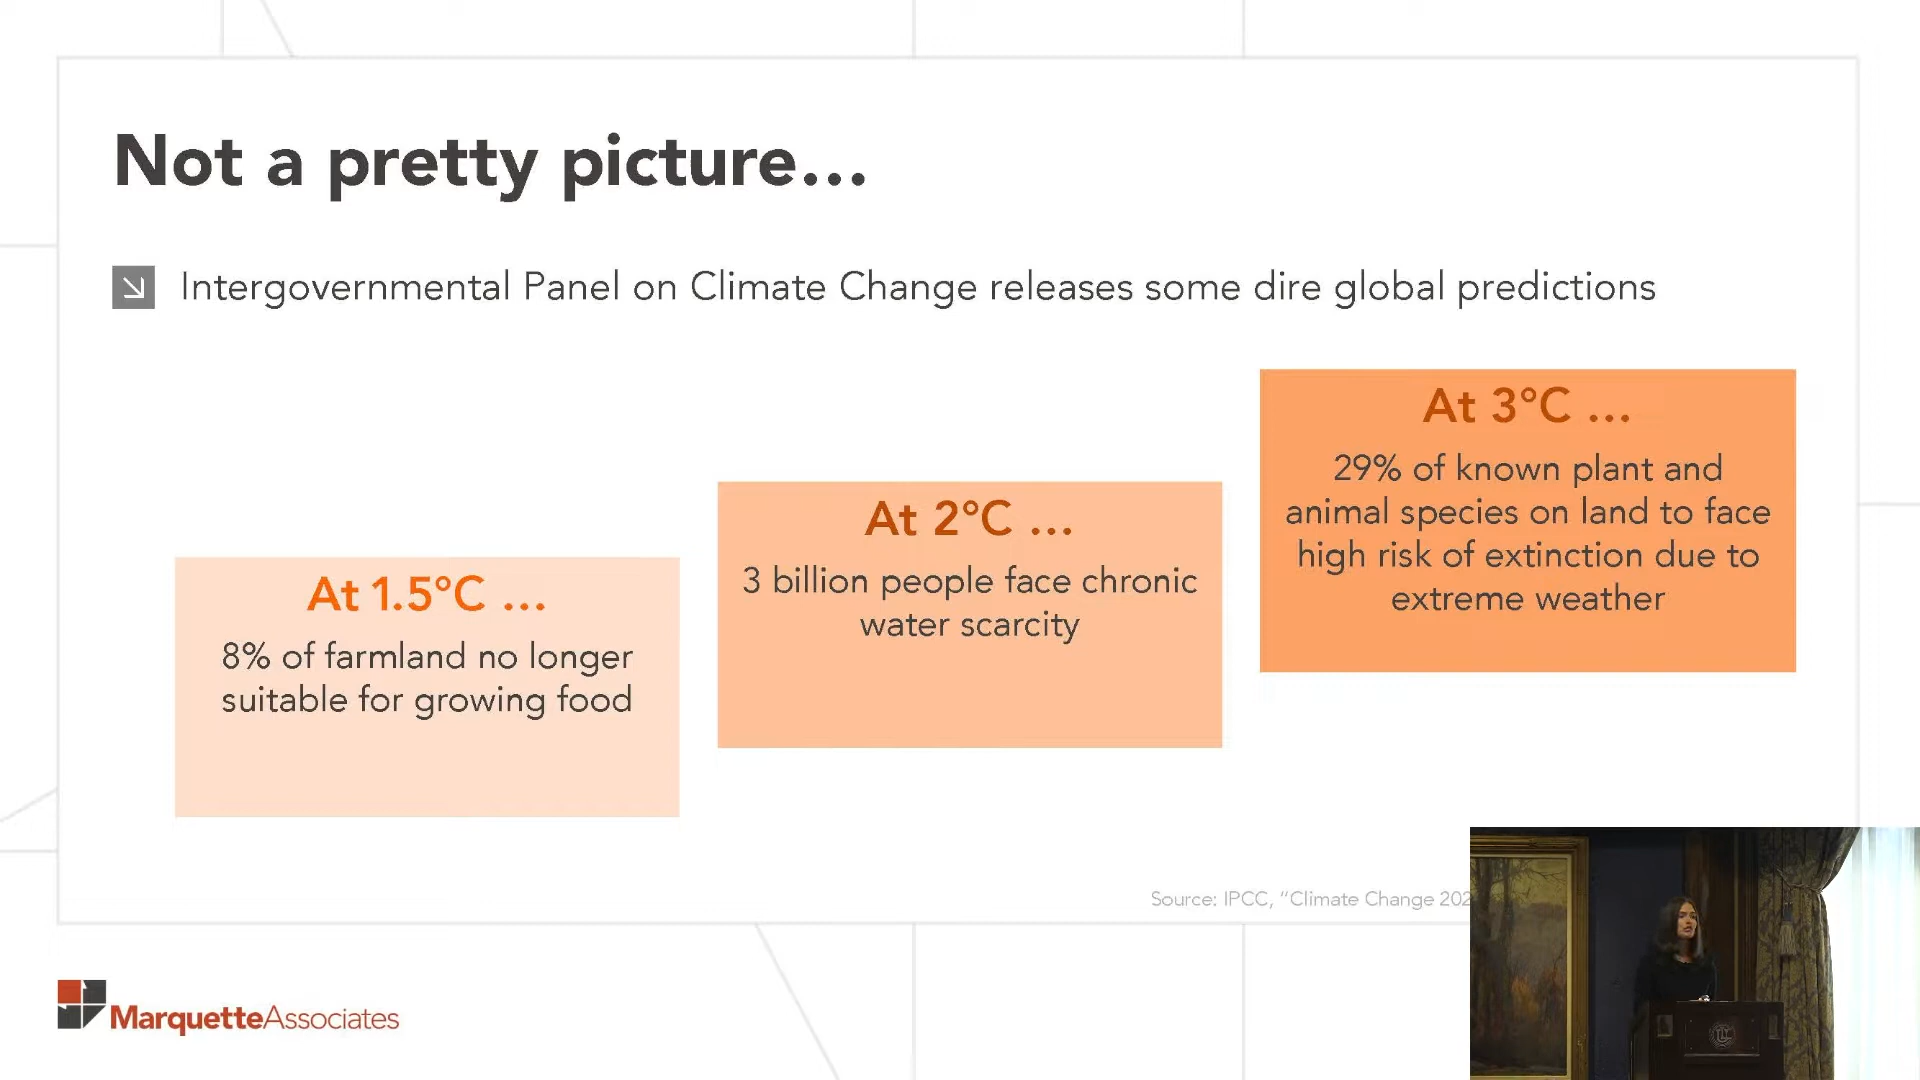 Not a pretty picture...
Intergovernmental Panel on Climate Change releases some dire global predictions
At 1.5°C ...
8% of farmland no longer
suitable for growing food
At 2°C ...
3 billion people face chronic
water scarcity
At 3°C ...
29% of known plant and
animal species on land to face
high risk of extinction due to
extreme weather
Source: IPCC, “Climate Change 202
MarquetteAssociates